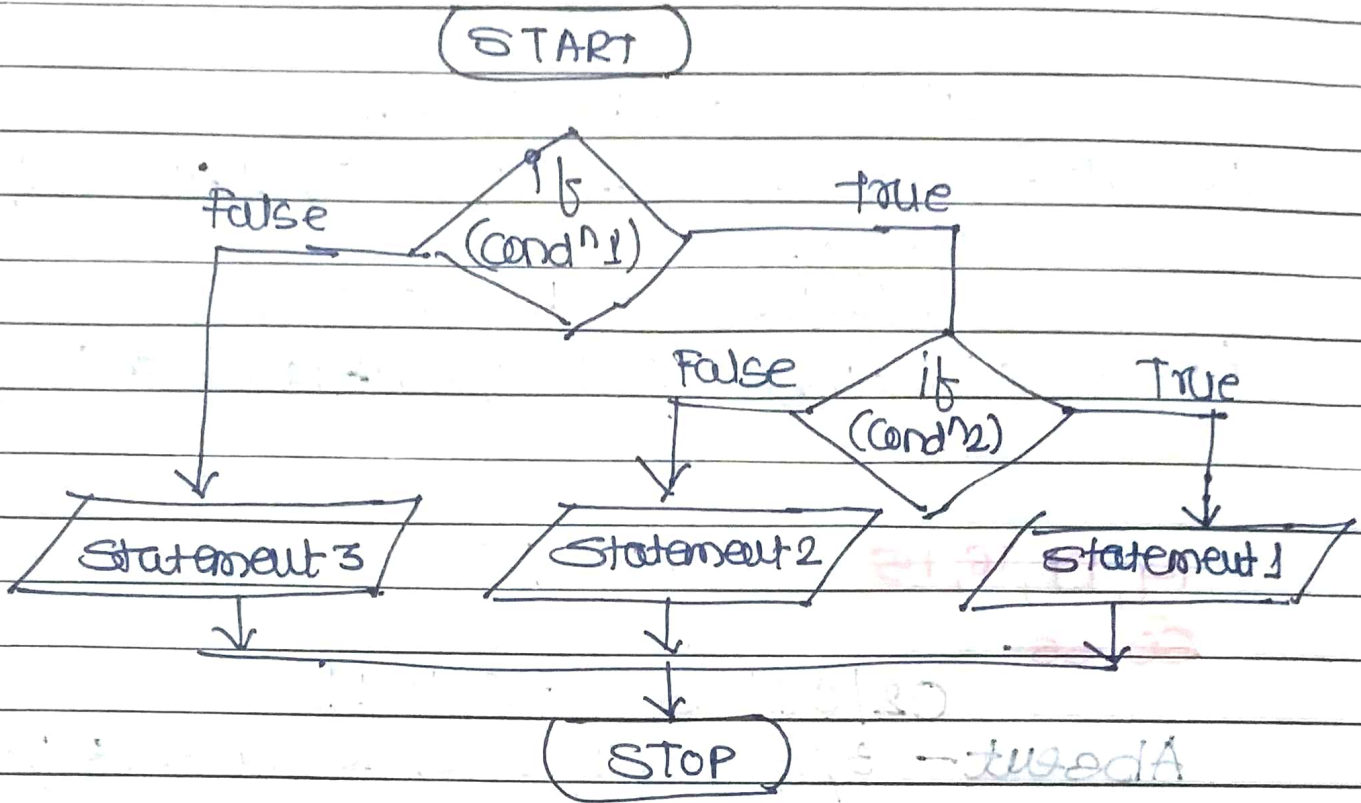 START
if
(condⁿ1)
false
true
if
(condⁿ2)
False
True
Statement 3
Statement 2
statement 1
STOP